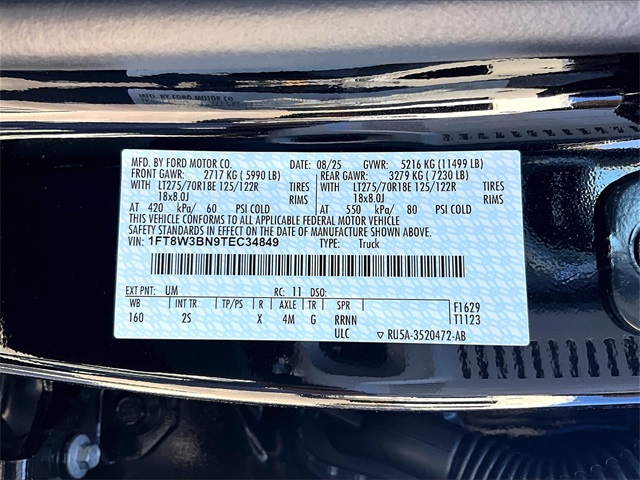 MFD. BY FORD MOTOR CO.
MFD. BY FORD MOTOR CO. DATE: 08/25 GVWR: 5216 KG (11499 LB)
FRONT GAWR: 2717 KG ( 5990 LB) REAR GAWR: 3279 KG ( 7230 LB)
WITH LT275/70R18E 125/122R TIRES WITH LT275/70R18E 125/122R TIRES
18x8.0J RIMS 18x8.0J RIMS
AT 420 kPa/ 60 PSI COLD AT 550 kPa/ 80 PSI COLD
THIS VEHICLE CONFORMS TO ALL APPLICABLE FEDERAL MOTOR VEHICLE
SAFETY STANDARDS IN EFFECT ON THE DATE OF MANUFACTURE SHOWN ABOVE.
VIN: 1FT8W3BN9TEC34849 TYPE: Truck
EXT PNT: UM RC: 11 DSO:
WB INT TR TP/PS R AXLE TR SPR F1629
160 2S X 4M G RRNN T1123
ULC ▽ RU5A-3520472-AB